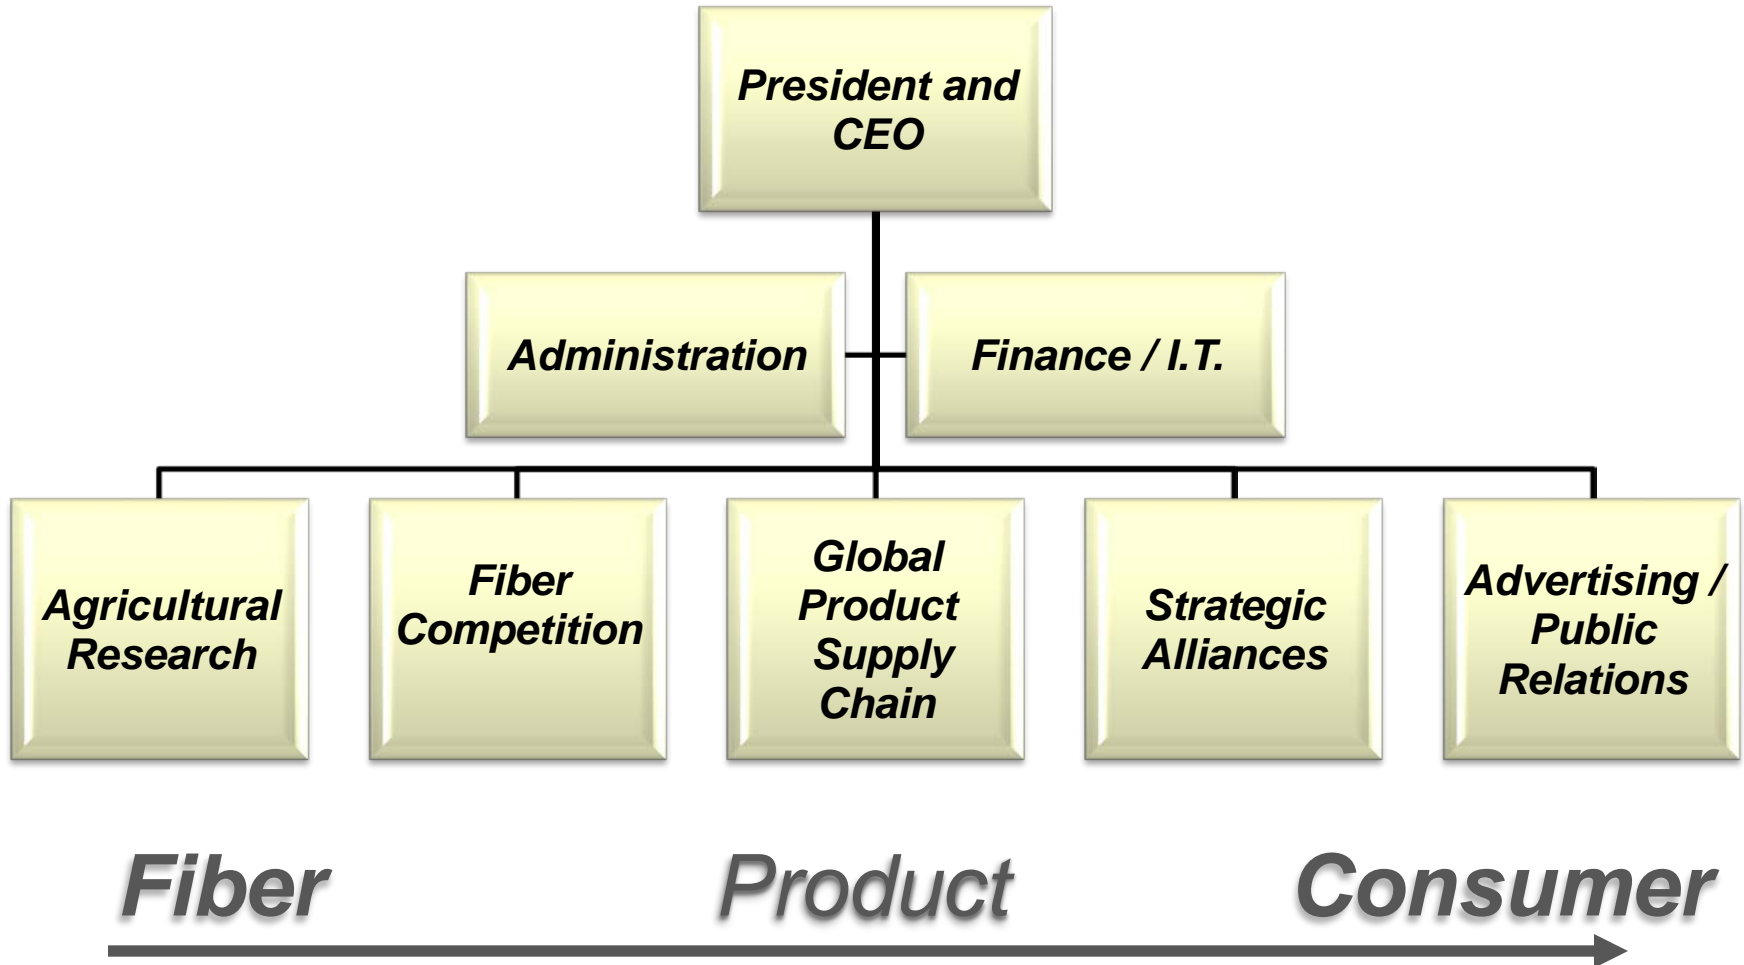 President and
CEO
Administration
Finance / I.T.
Agricultural
Research
Fiber
Competition
Global
Product
Supply
Chain
Strategic
Alliances
Advertising /
Public
Relations
Fiber
Product
Consumer